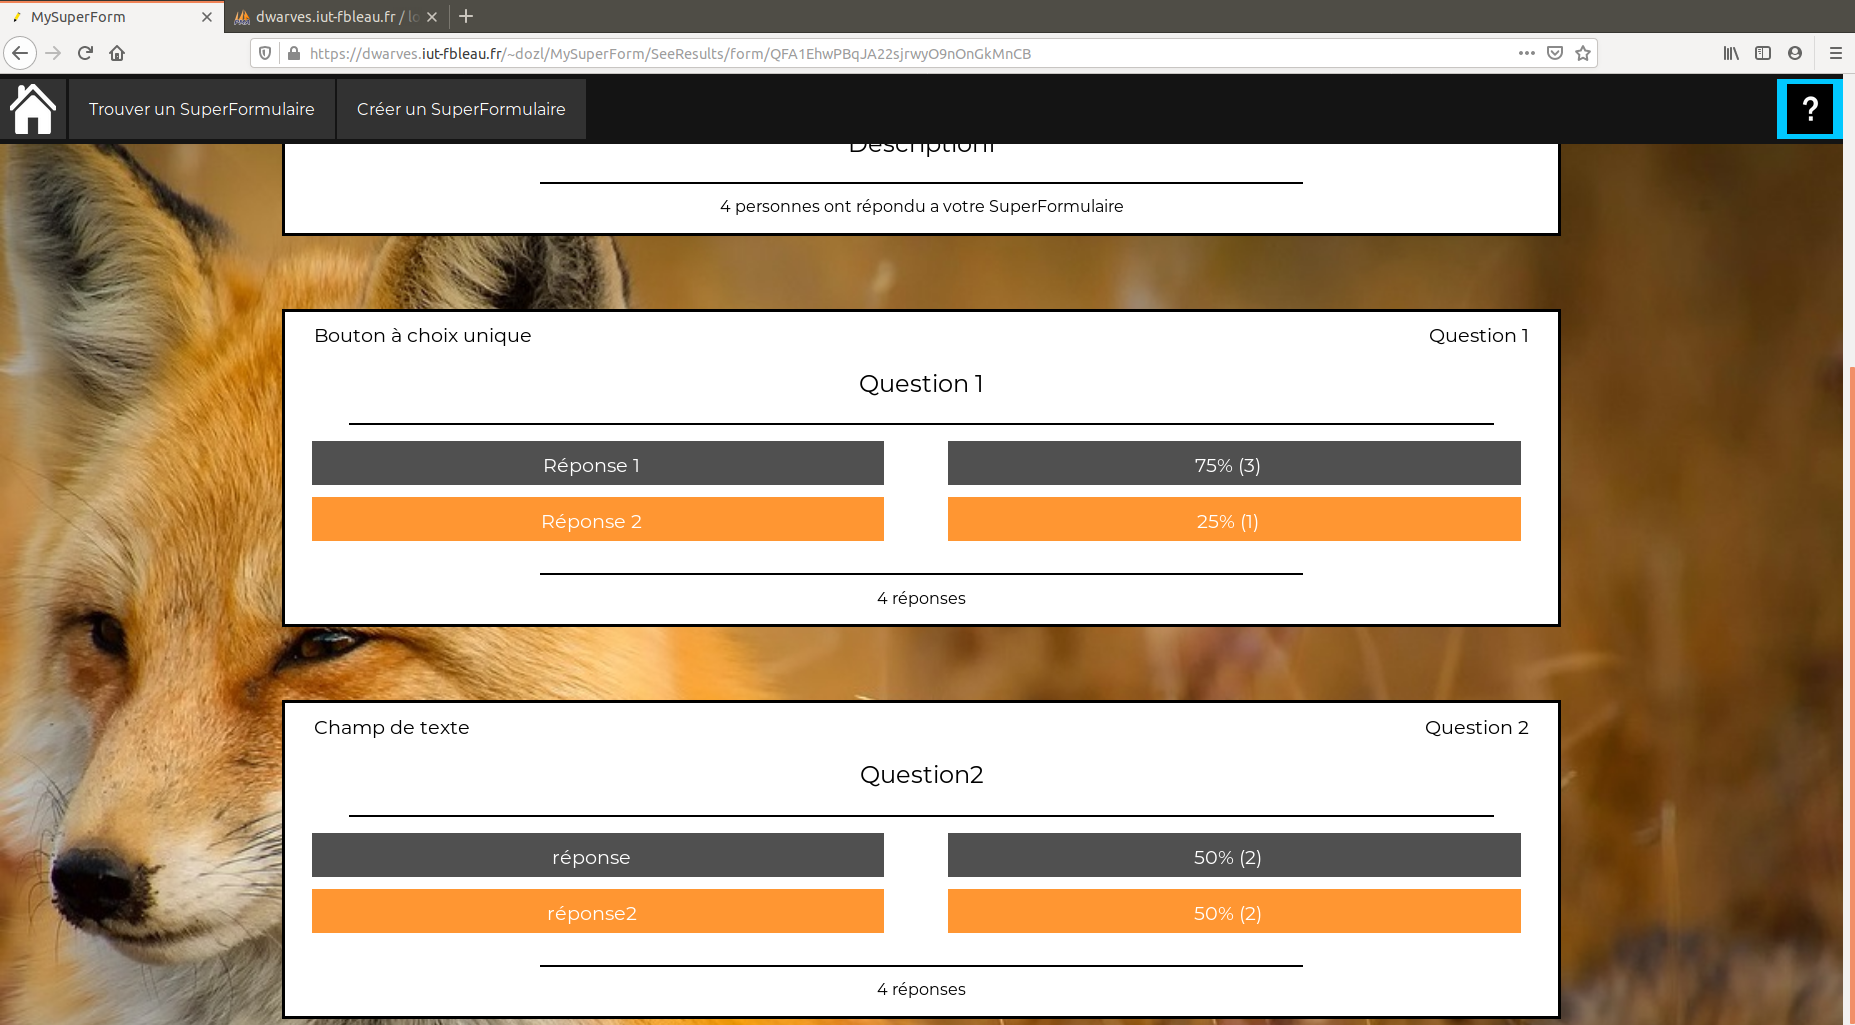 MySuperForm
dwarves.iut-fbleau.fr / lo
https://dwarves.iut-fbleau.fr/~dozl/MySuperForm/SeeResults/form/QFA1EhwPBqJA22sjrwyO9nOnGkMnCB
Trouver un SuperFormulaire
Créer un SuperFormulaire
?
Description1
4 personnes ont répondu a votre SuperFormulaire
Bouton à choix unique
Question 1
Question 1
Réponse 1
75% (3)
Réponse 2
25% (1)
4 réponses
Champ de texte
Question 2
Question2
réponse
50% (2)
réponse2
50% (2)
4 réponses